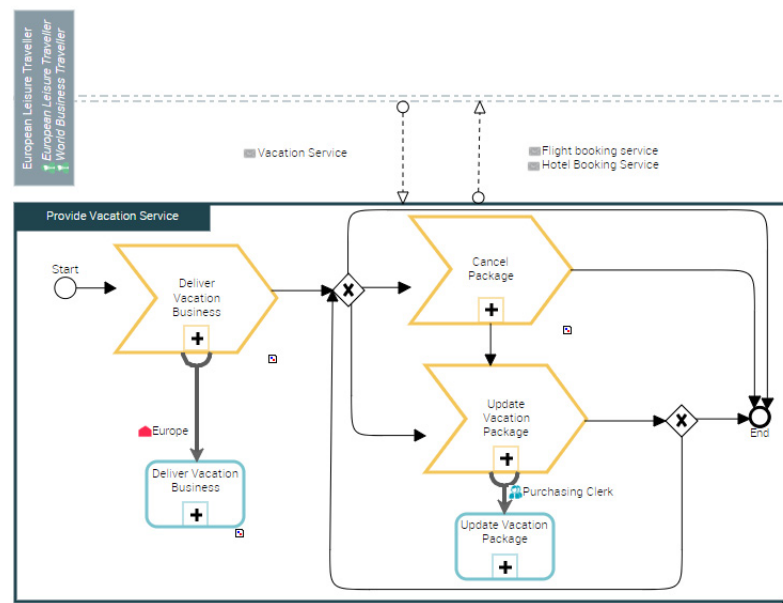 European Leisure Traveller
European Leisure Traveller
World Business Traveller
Vacation Service
Flight booking service
Hotel Booking Service
Provide Vacation Service
Start
Deliver
Vacation
Business
Cancel
Package
Update
Vacation
Package
End
Europe
Deliver Vacation
Business
Purchasing Clerk
Update Vacation
Package